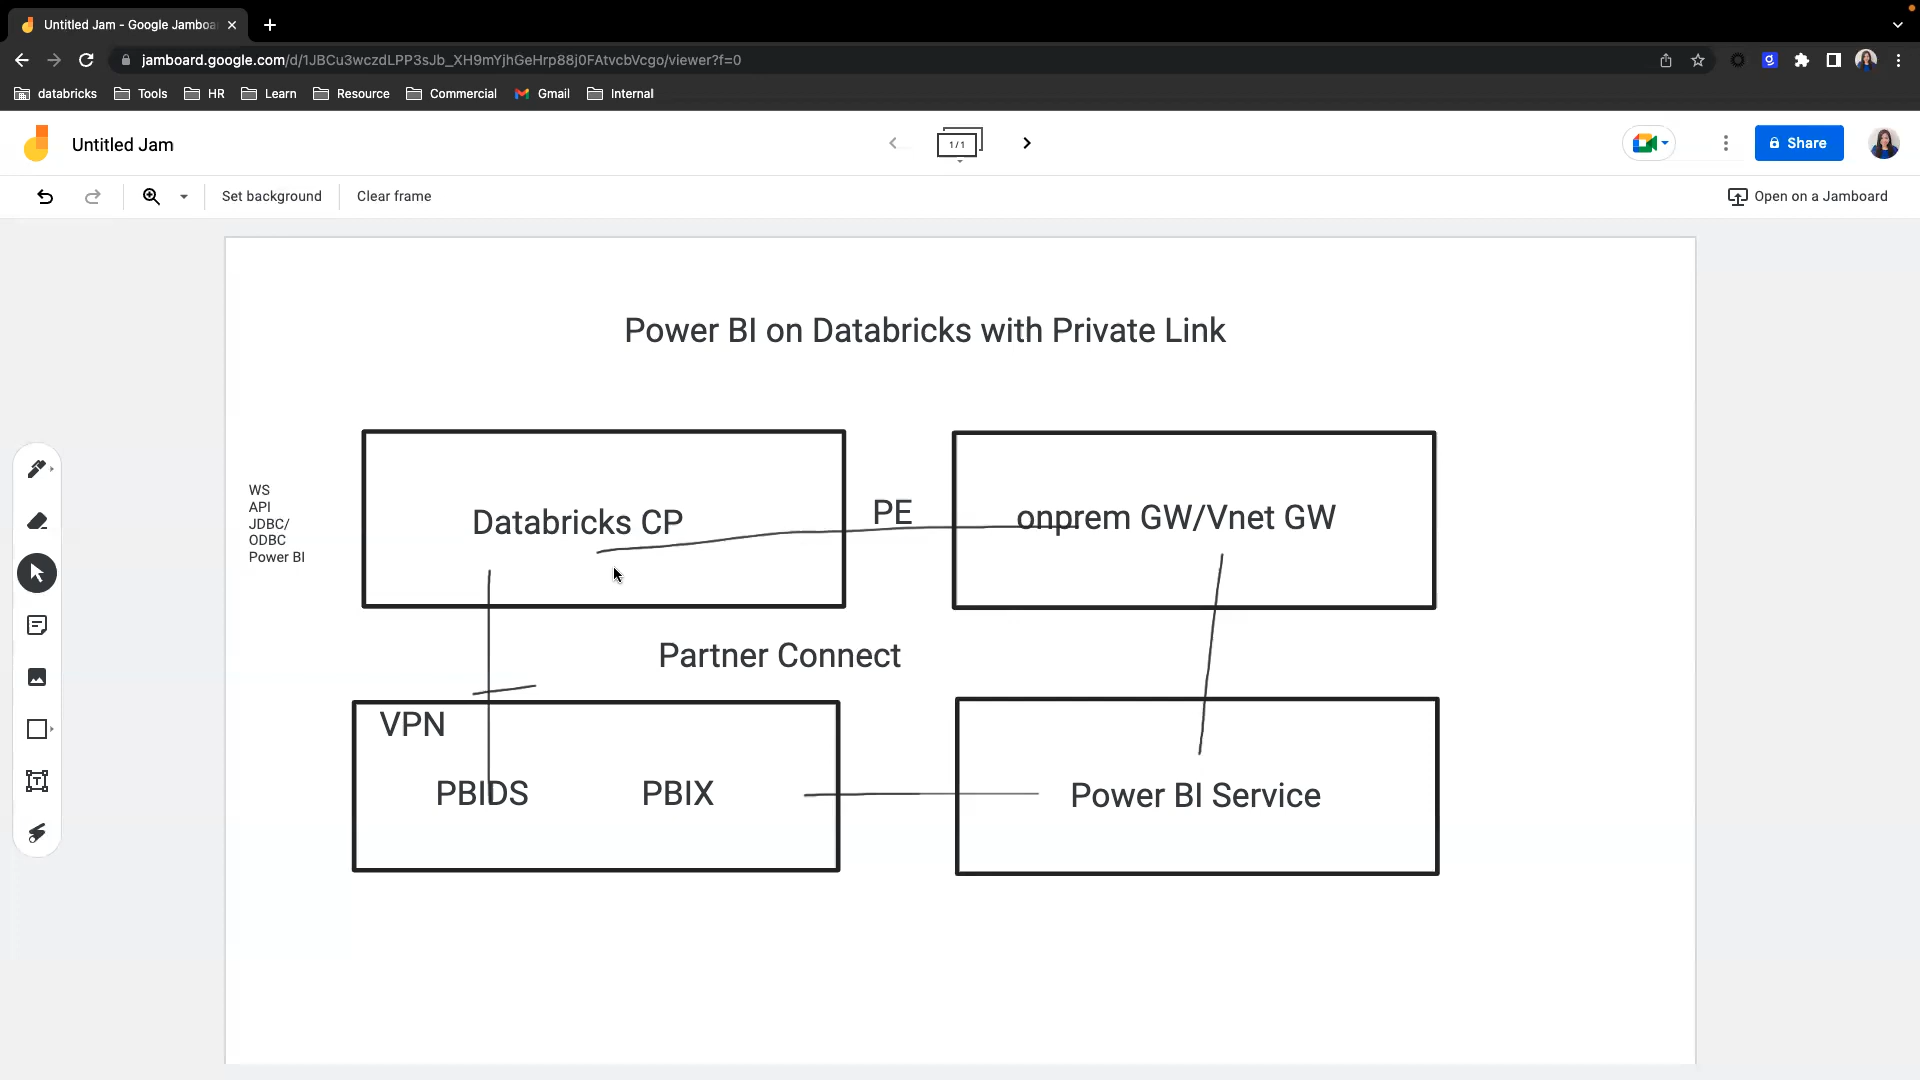 Untitled Jam - Google Jamboa
jamboard.google.com/d/1JBCu3wczdLPP3sJb_XH9mYjhGeHrp88j0FAtvcbVcgo/viewer?f=0
databricks Tools HR Learn Resource Commercial Gmail Internal
Untitled Jam
1/1
Share
Set background
Clear frame
Open on a Jamboard
Power BI on Databricks with Private Link
WS
API
JDBC/
ODBC
Power BI
Databricks CP
PE
onprem GW/Vnet GW
Partner Connect
VPN
PBIDS
PBIX
Power BI Service